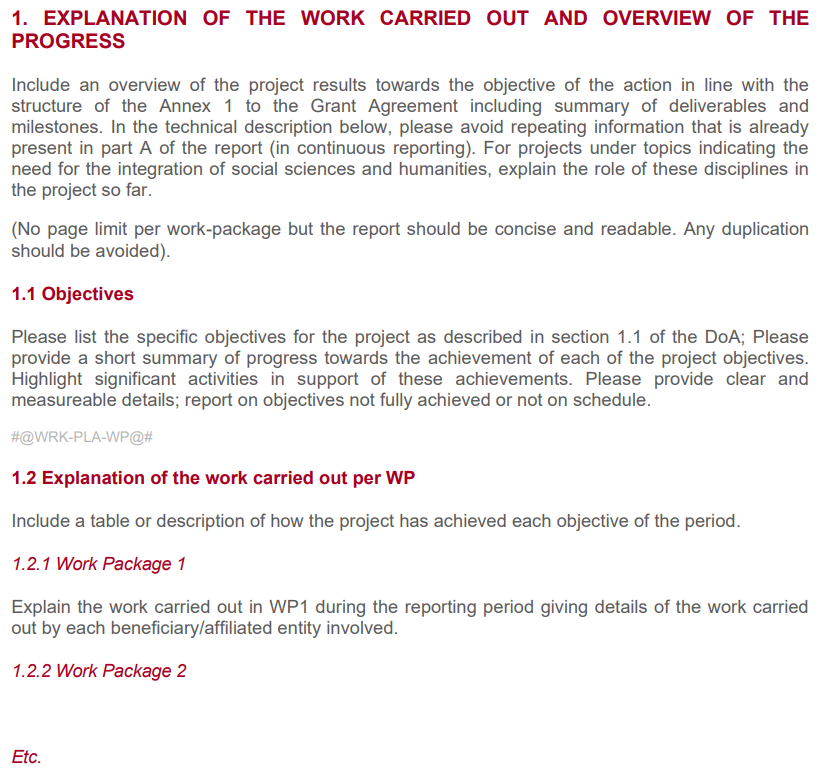 1. EXPLANATION OF THE WORK CARRIED OUT AND OVERVIEW OF THE
PROGRESS
Include an overview of the project results towards the objective of the action in line with the
structure of the Annex 1 to the Grant Agreement including summary of deliverables and
milestones. In the technical description below, please avoid repeating information that is already
present in part A of the report (in continuous reporting). For projects under topics indicating the
need for the integration of social sciences and humanities, explain the role of these disciplines in
the project so far.
(No page limit per work-package but the report should be concise and readable. Any duplication
should be avoided).
1.1 Objectives
Please list the specific objectives for the project as described in section 1.1 of the DoA; Please
provide a short summary of progress towards the achievement of each of the project objectives.
Highlight significant activities in support of these achievements. Please provide clear and
measureable details; report on objectives not fully achieved or not on schedule.
#@WRK-PLA-WP@#
1.2 Explanation of the work carried out per WP
Include a table or description of how the project has achieved each objective of the period.
1.2.1 Work Package 1
Explain the work carried out in WP1 during the reporting period giving details of the work carried
out by each beneficiary/affiliated entity involved.
1.2.2 Work Package 2
Etc.